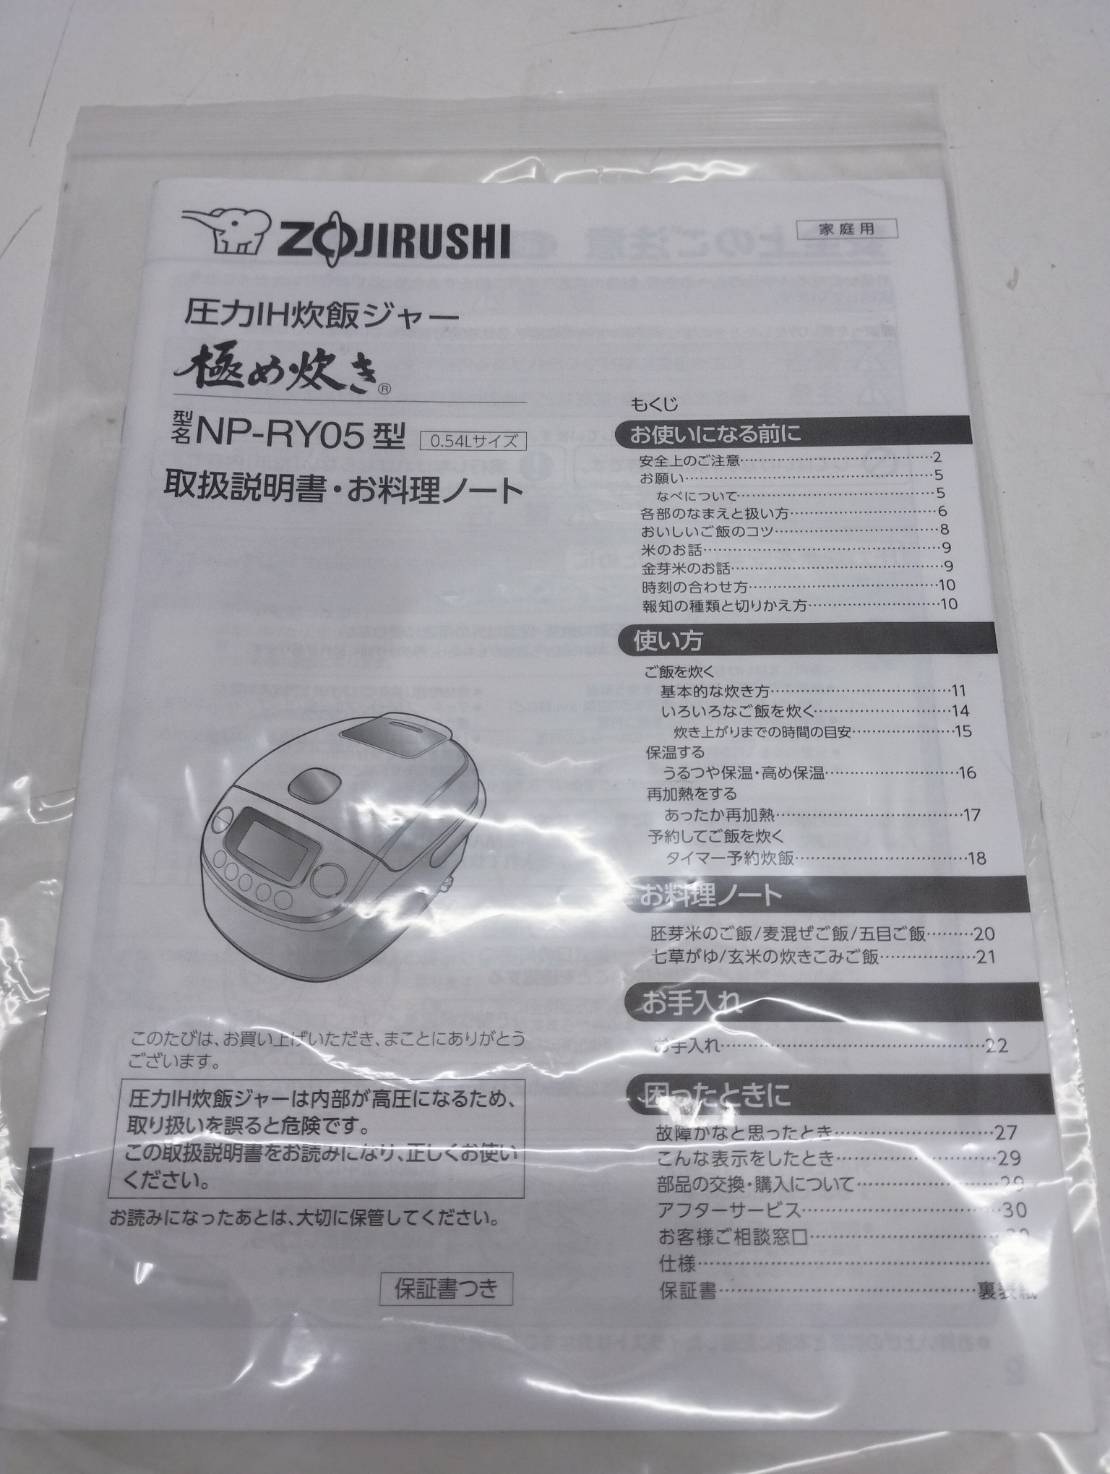 ZOJIRUSHI
家庭用
圧力IH炊飯ジャー
極め炊き®
型名 NP-RY05型 0.54Lサイズ
取扱説明書・お料理ノート
もくじ
お使いになる前に
安全上のご注意 2
お願い 5
なべについて 5
各部のなまえと扱い方 6
おいしいご飯のコツ 8
米のお話 9
金芽米のお話 9
時刻の合わせ方 10
報知の種類と切りかえ方 10
使い方
ご飯を炊く
基本的な炊き方 11
いろいろなご飯を炊く 14
炊き上がりまでの時間の目安 15
保温する
うるつや保温・高め保温 16
再加熱をする
あったか再加熱 17
予約してご飯を炊く
タイマー予約炊飯 18
お料理ノート
胚芽米のご飯/麦混ぜご飯/五目ご飯 20
七草がゆ/玄米の炊きこみご飯 21
お手入れ
お手入れ 22
困ったときに
故障かなと思ったとき 27
こんな表示をしたとき 29
部品の交換・購入について 29
アフターサービス 30
お客様ご相談窓口
仕様
保証書 裏表紙
このたびは、お買い上げいただき、まことにありがとう
ございます。
圧力IH炊飯ジャーは内部が高圧になるため、
取り扱いを誤ると危険です。
この取扱説明書をお読みになり、正しくお使い
ください。
お読みになったあとは、大切に保管してください。
保証書つき